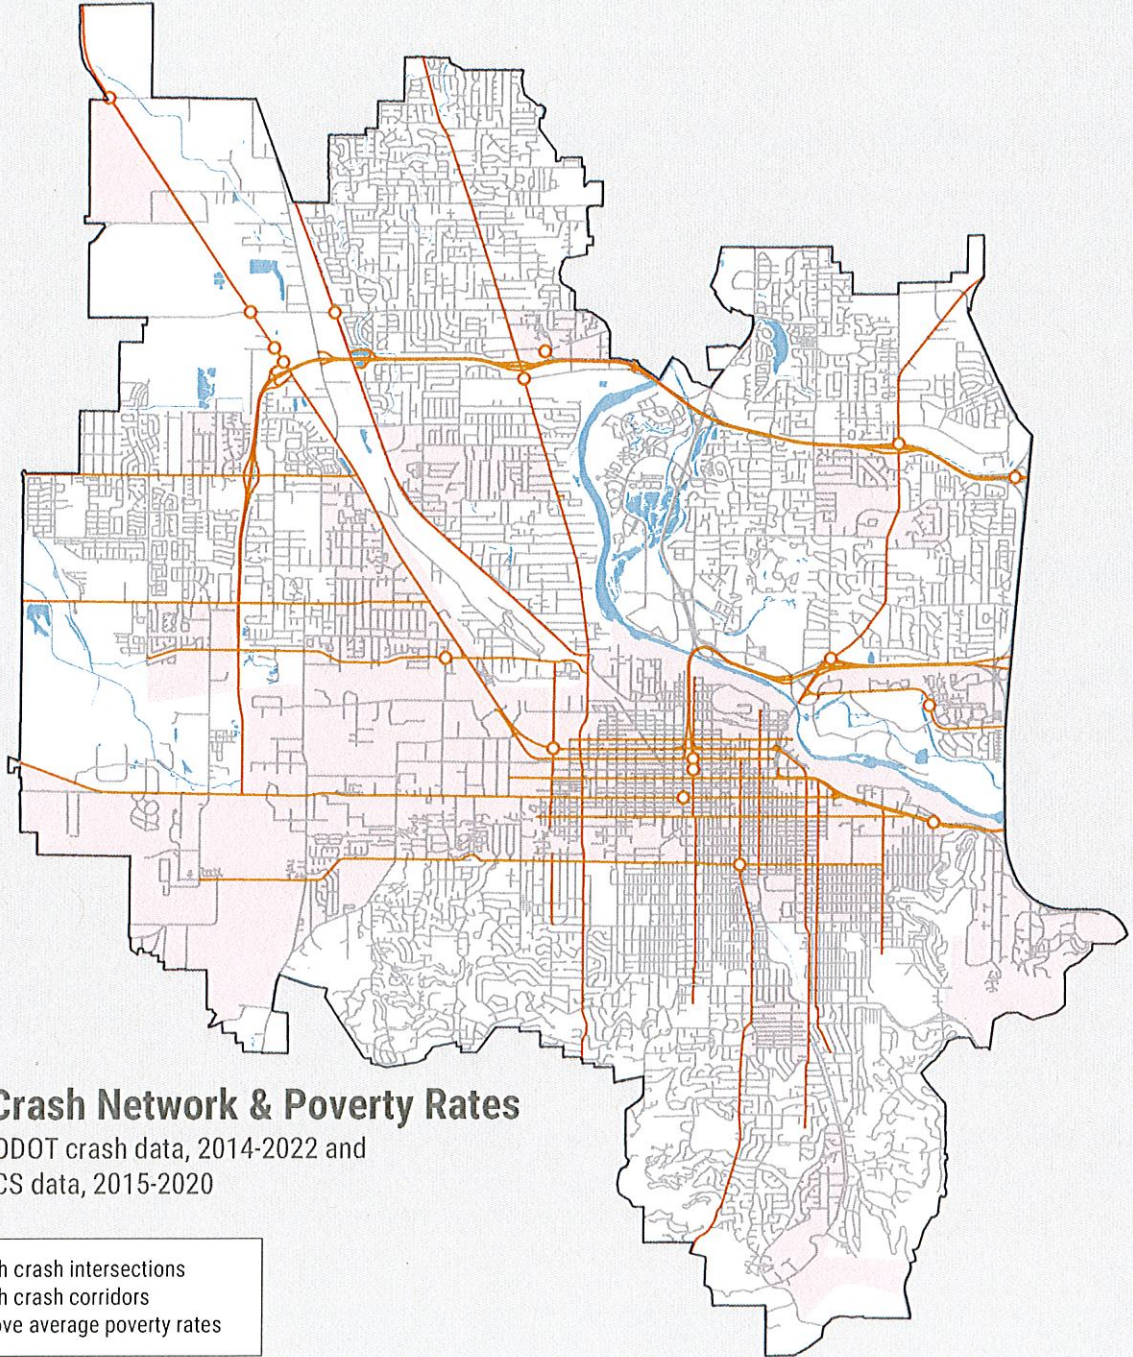 Crash Network & Poverty Rates
ODOT crash data, 2014-2022 and
CS data, 2015-2020
h crash intersections
h crash corridors
ove average poverty rates